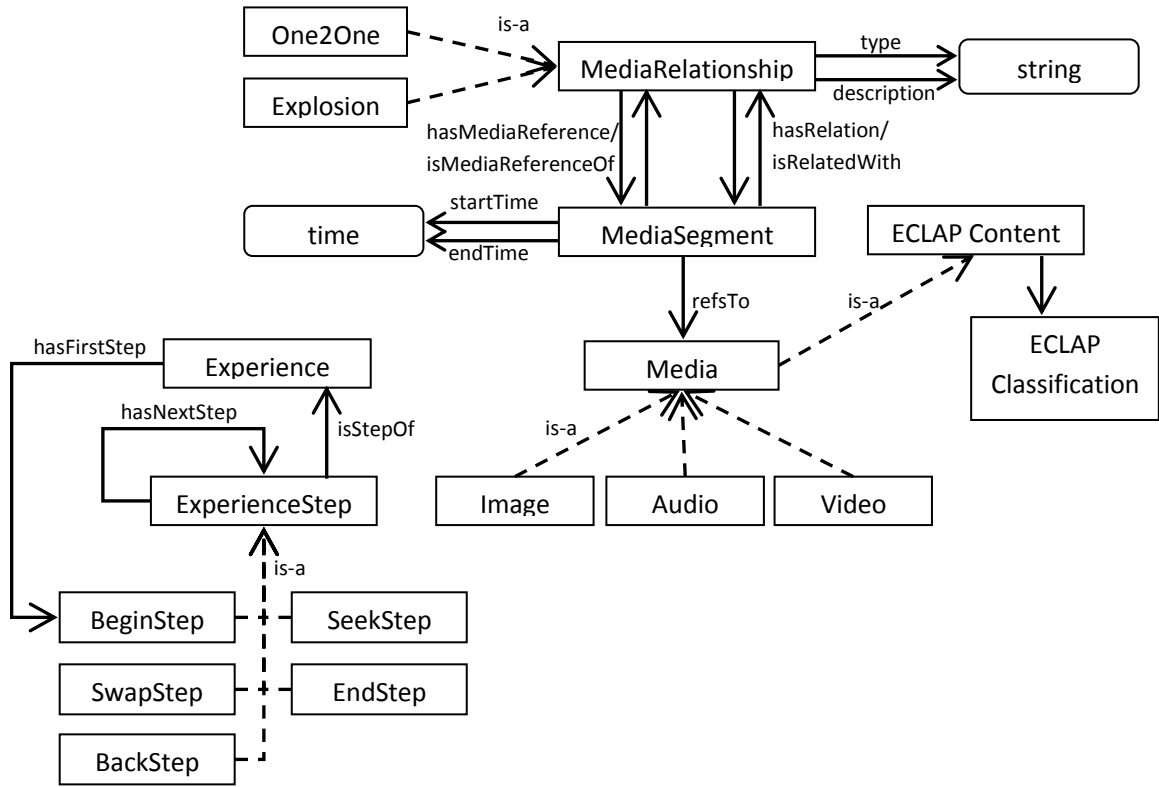 One2One
is-a
type
MediaRelationship
string
Explosion
description
hasMediaReference/
isMediaReferenceOf
hasRelation/
isRelatedWith
startTime
time
MediaSegment
endTime
ECLAP Content
refsTo
is-a
hasFirstStep
Experience
Media
ECLAP
Classification
hasNextStep
isStepOf
is-a
ExperienceStep
Image
Audio
Video
is-a
BeginStep
SeekStep
SwapStep
EndStep
BackStep